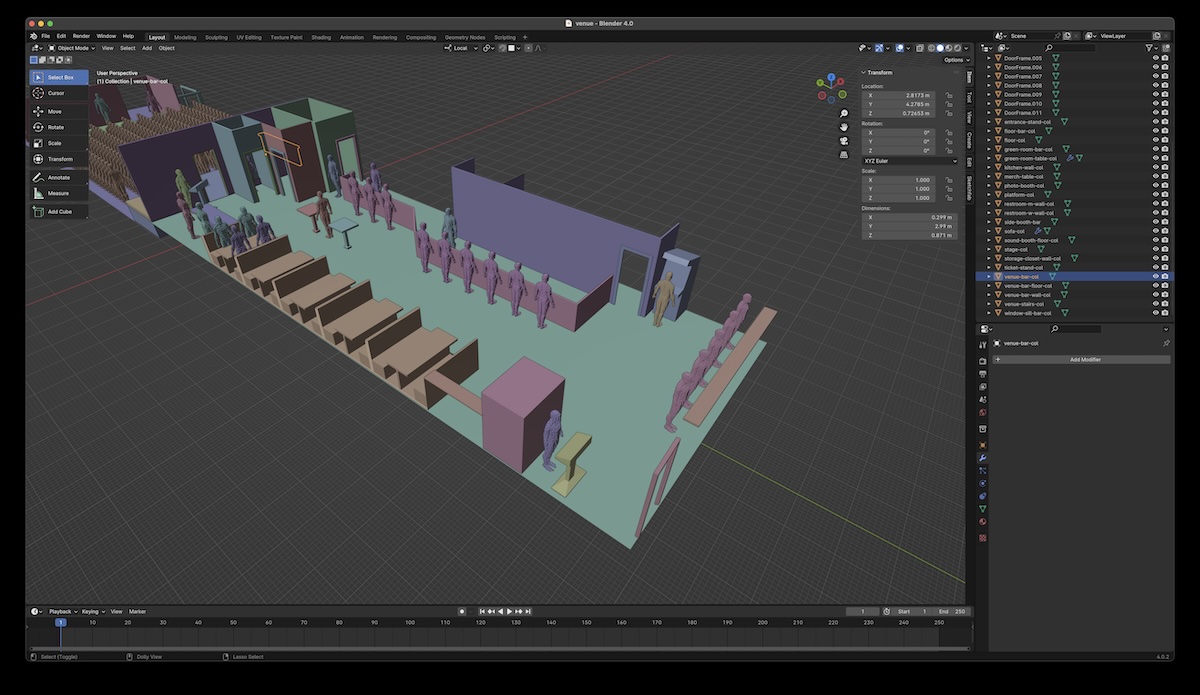 venue - Blender 4.0
File Edit Render Window Help
Layout Modeling Sculpting UV Editing Texture Paint Shading Animation Rendering Compositing Geometry Nodes Scripting +
Scene
ViewLayer
Object Mode View Select Add Object
Local
Options
Select Box
Cursor
Move
Rotate
Scale
Transform
Annotate
Measure
Add Cube
User Perspective
(1) Collection | venue-bar-col
Transform
Location:
X 2.8173 m
Y 4.2785 m
Z 0.72653 m
Rotation:
X 0°
Y 0°
Z 0°
XYZ Euler
Scale:
X 1.000
Y 1.000
Z 1.000
Dimensions:
X 0.299 m
Y 2.99 m
Z 0.871 m
Item
Tool
View
Create
Edit
Sketchfab
DoorFrame.005
DoorFrame.006
DoorFrame.007
DoorFrame.008
DoorFrame.009
DoorFrame.010
DoorFrame.011
entrance-stand-col
floor-bar-col
floor-col
green-room-bar-col
green-room-table-col
kitchen-wall-col
merch-table-col
photo-booth-col
platform-col
restroom-m-wall-col
restroom-w-wall-col
side-booth-bar
sofa-col
sound-booth-floor-col
stage-col
storage-closet-wall-col
ticket-stand-col
venue-bar-col
venue-bar-floor-col
venue-bar-wall-col
venue-stairs-col
window-sill-bar-col
venue-bar-col
Add Modifier
Playback Keying View Marker
1 Start 1 End 250
1 10 20 30 40 50 60 70 80 90 100 110 120 130 140 150 160 170 180 190 200 210 220 230 240 250
Select (Toggle) Dolly View Lasso Select
4.0.2